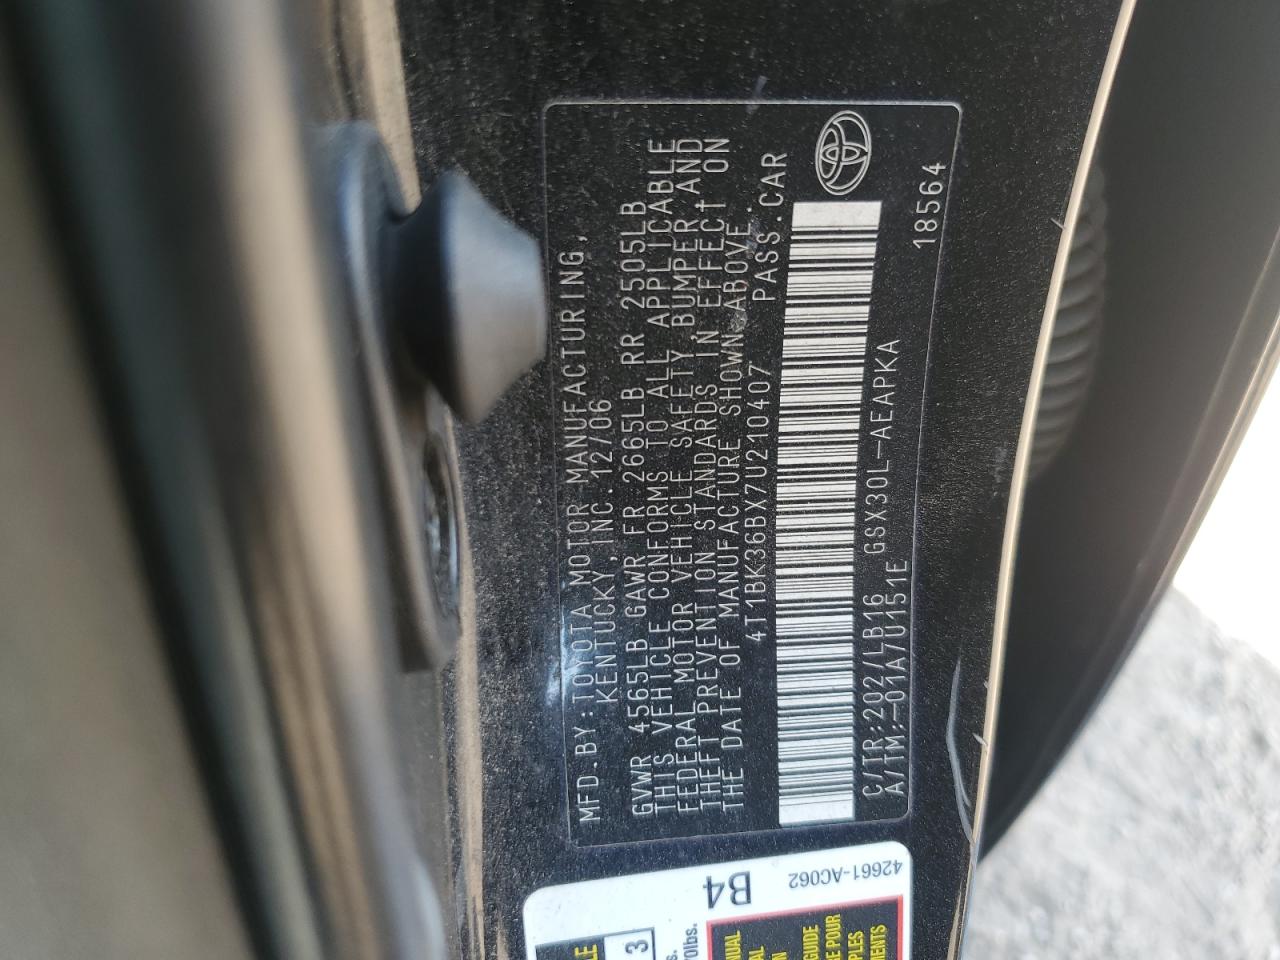 MFD.BY:TOYOTA MOTOR MANUFACTURING,
KENTUCKY,INC.12/06
GVWR 4565LB GAWR FR 2665LB RR 2505LB
THIS VEHICLE CONFORMS TO ALL APPLICABLE
FEDERAL MOTOR VEHICLE SAFETY,BUMPER,AND
THEFT PREVENTION STANDARDS IN EFFECT ON
THE DATE OF MANUFACTURE SHOWN ABOVE.
4T1BK36BX7U210407 PASS.CAR
C/TR:202/LB16 GSX30L-AEAPKA
A/TM:-01A/U151E
18564
42661-AC062
B4
3